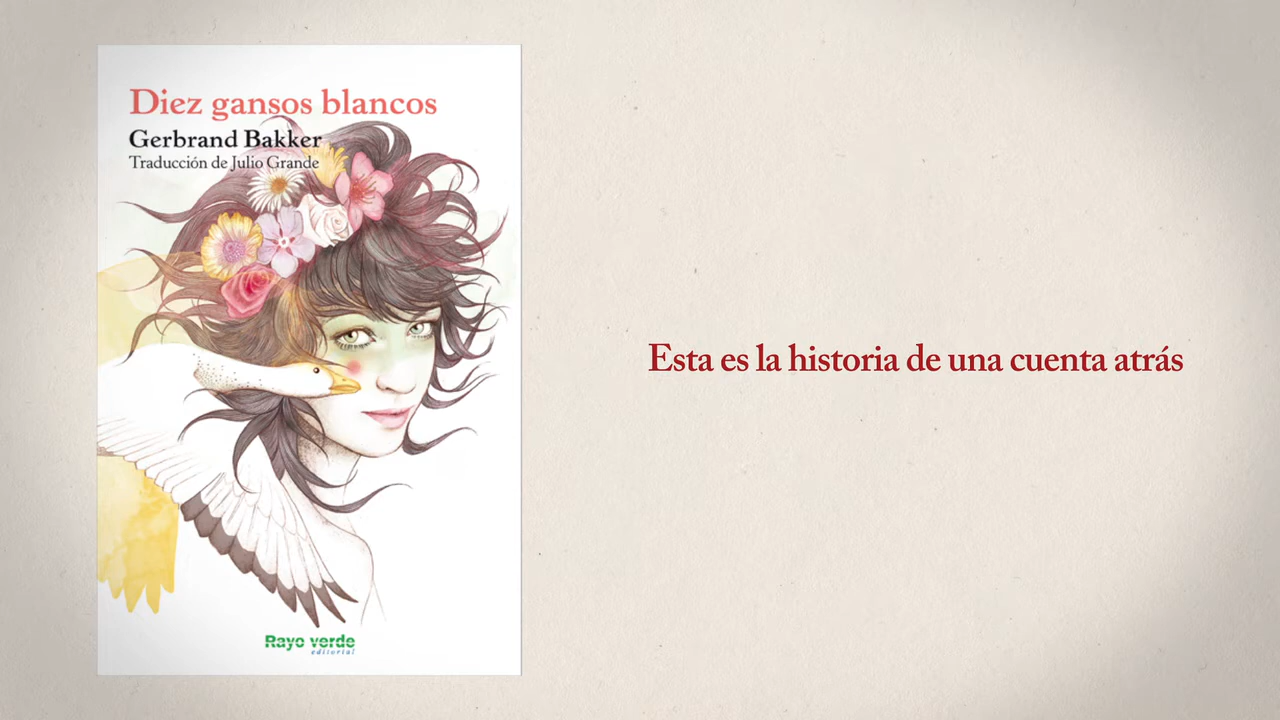 Diez gansos blancos
Gerbrand Bakker
Traducción de Julio Grande
Rayo verde
editorial
Esta es la historia de una cuenta atrás